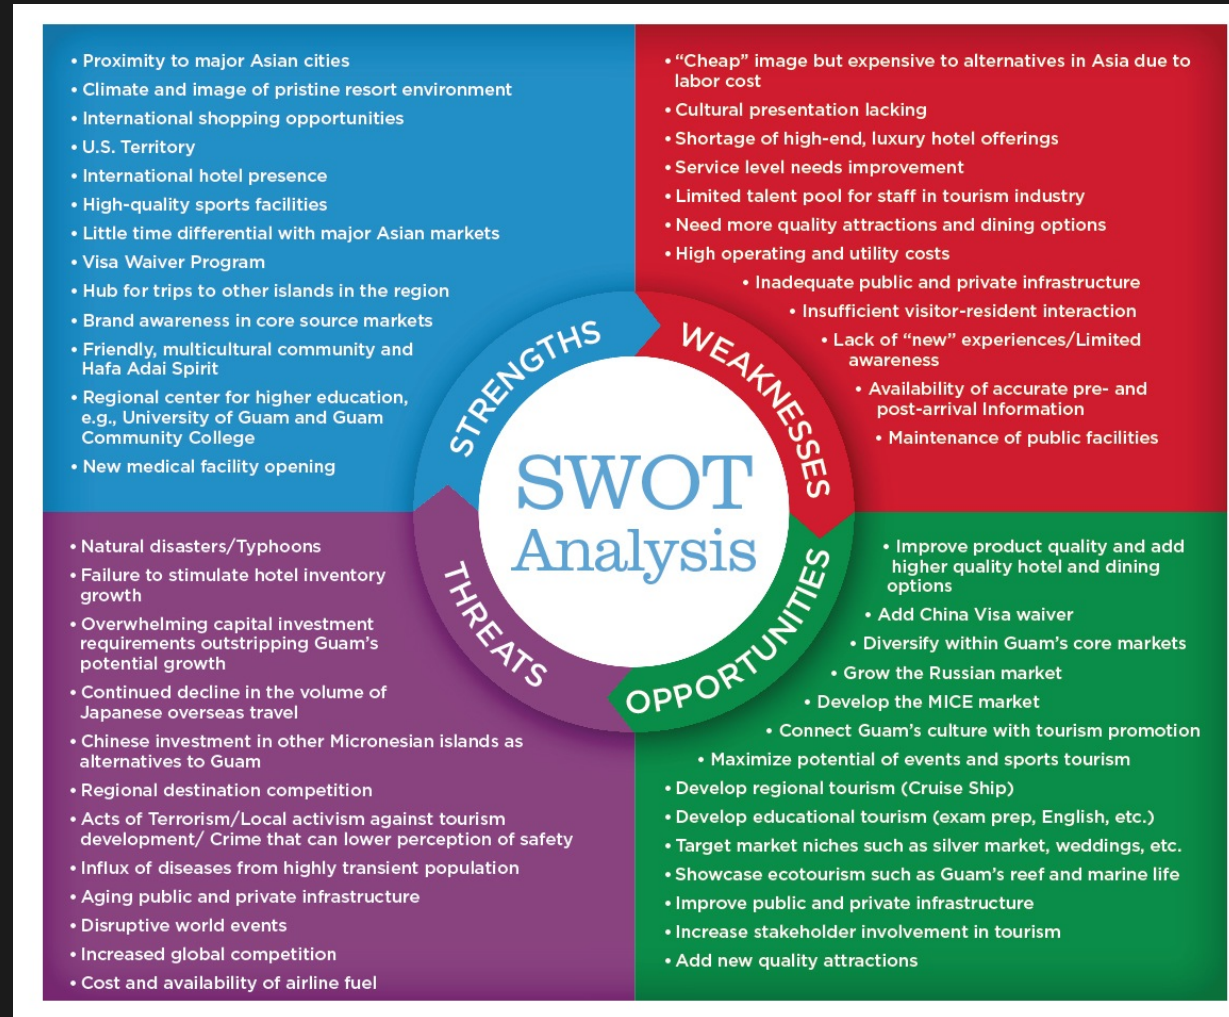 • Proximity to major Asian cities
• Climate and image of pristine resort environment
• International shopping opportunities
• U.S. Territory
• International hotel presence
• High-quality sports facilities
• Little time differential with major Asian markets
• Visa Waiver Program
• Hub for trips to other islands in the region
• Brand awareness in core source markets
• Friendly, multicultural community and
Hafa Adai Spirit
• Regional center for higher education,
e.g., University of Guam and Guam
Community College
• New medical facility opening
STRENGTHS
• “Cheap” image but expensive to alternatives in Asia due to
labor cost
• Cultural presentation lacking
• Shortage of high-end, luxury hotel offerings
• Service level needs improvement
• Limited talent pool for staff in tourism industry
• Need more quality attractions and dining options
• High operating and utility costs
• Inadequate public and private infrastructure
• Insufficient visitor-resident interaction
• Lack of “new” experiences/Limited
awareness
• Availability of accurate pre- and
post-arrival Information
• Maintenance of public facilities
WEAKNESSES
SWOT
Analysis
• Natural disasters/Typhoons
• Failure to stimulate hotel inventory
growth
• Overwhelming capital investment
requirements outstripping Guam’s
potential growth
• Continued decline in the volume of
Japanese overseas travel
• Chinese investment in other Micronesian islands as
alternatives to Guam
• Regional destination competition
• Acts of Terrorism/Local activism against tourism
development/ Crime that can lower perception of safety
• Influx of diseases from highly transient population
• Aging public and private infrastructure
• Disruptive world events
• Increased global competition
• Cost and availability of airline fuel
THREATS
• Improve product quality and add
higher quality hotel and dining
options
• Add China Visa waiver
• Diversify within Guam’s core markets
• Grow the Russian market
• Develop the MICE market
• Connect Guam’s culture with tourism promotion
• Maximize potential of events and sports tourism
• Develop regional tourism (Cruise Ship)
• Develop educational tourism (exam prep, English, etc.)
• Target market niches such as silver market, weddings, etc.
• Showcase ecotourism such as Guam’s reef and marine life
• Improve public and private infrastructure
• Increase stakeholder involvement in tourism
• Add new quality attractions
OPPORTUNITIES